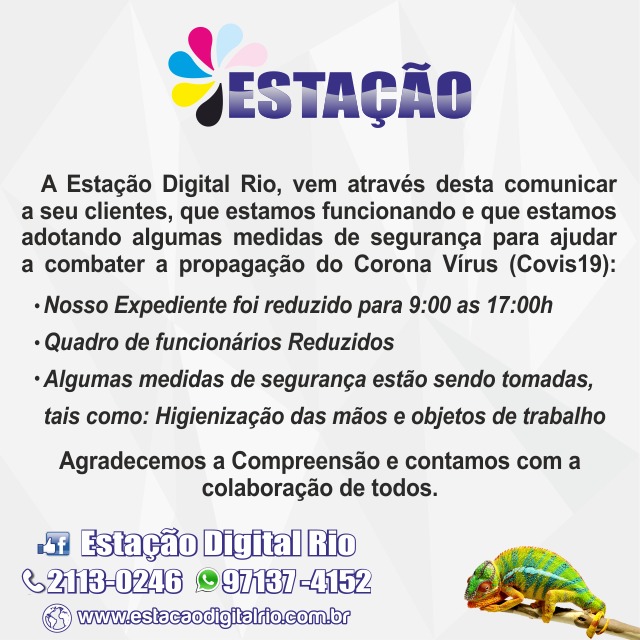 ESTAÇÃO
A Estação Digital Rio, vem através desta comunicar
a seu clientes, que estamos funcionando e que estamos
adotando algumas medidas de segurança para ajudar
a combater a propagação do Corona Vírus (Covis19):
• Nosso Expediente foi reduzido para 9:00 as 17:00h
• Quadro de funcionários Reduzidos
• Algumas medidas de segurança estão sendo tomadas,
tais como: Higienização das mãos e objetos de trabalho
Agradecemos a Compreensão e contamos com a
colaboração de todos.
f Estação Digital Rio
2113-0246 97137-4152
www.estacaodigitalrio.com.br